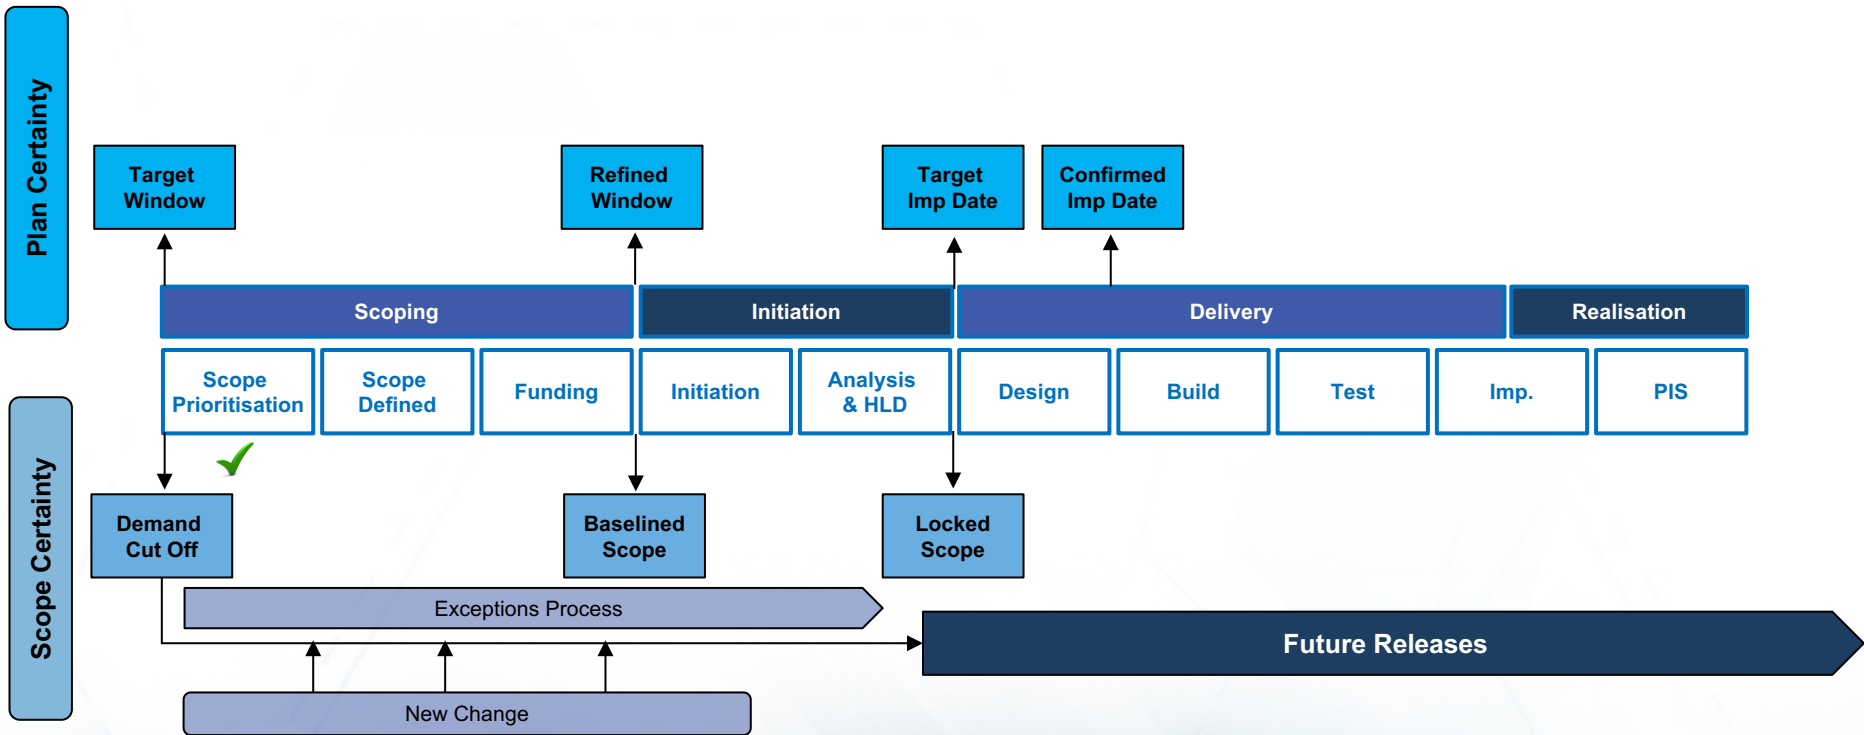 Plan Certainty
Target
Window
Refined
Window
Target
Imp Date
Confirmed
Imp Date
Scoping
Initiation
Delivery
Realisation
Scope
Prioritisation
Scope
Defined
Funding
Initiation
Analysis
& HLD
Design
Build
Test
Imp.
PIS
Scope Certainty
Demand
Cut Off
Baselined
Scope
Locked
Scope
Exceptions Process
Future Releases
New Change